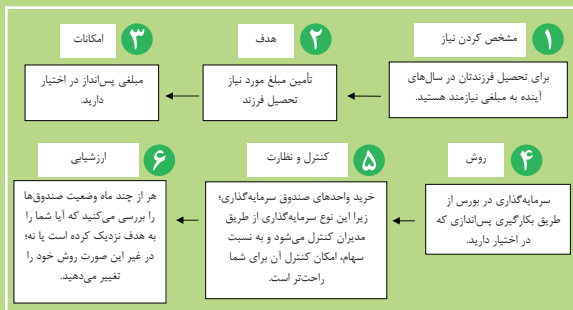 ۱ مشخص کردن نیاز
برای تحصیل فرزندتان در سال‌های
آینده به مبلغی نیازمند هستید.
۲ هدف
تأمین مبلغ مورد نیاز
تحصیل فرزند
۳ امکانات
مبلغی پس‌انداز در اختیار
دارید.
۴ روش
سرمایه‌گذاری در بورس از
طریق بکارگیری پس‌اندازی که
در اختیار دارید.
۵ کنترل و نظارت
خرید واحدهای صندوق سرمایه‌گذاری؛
زیرا این نوع سرمایه‌گذاری از طریق
مدیران کنترل می‌شود و به نسبت
سهام، امکان کنترل آن برای شما
راحت‌تر است.
۶ ارزشیابی
هر از چند ماه وضعیت صندوق‌ها
را بررسی می‌کنید که آیا شما را
به هدف نزدیک کرده است یا نه؛
در غیر این صورت روش خود را
تغییر می‌دهید.